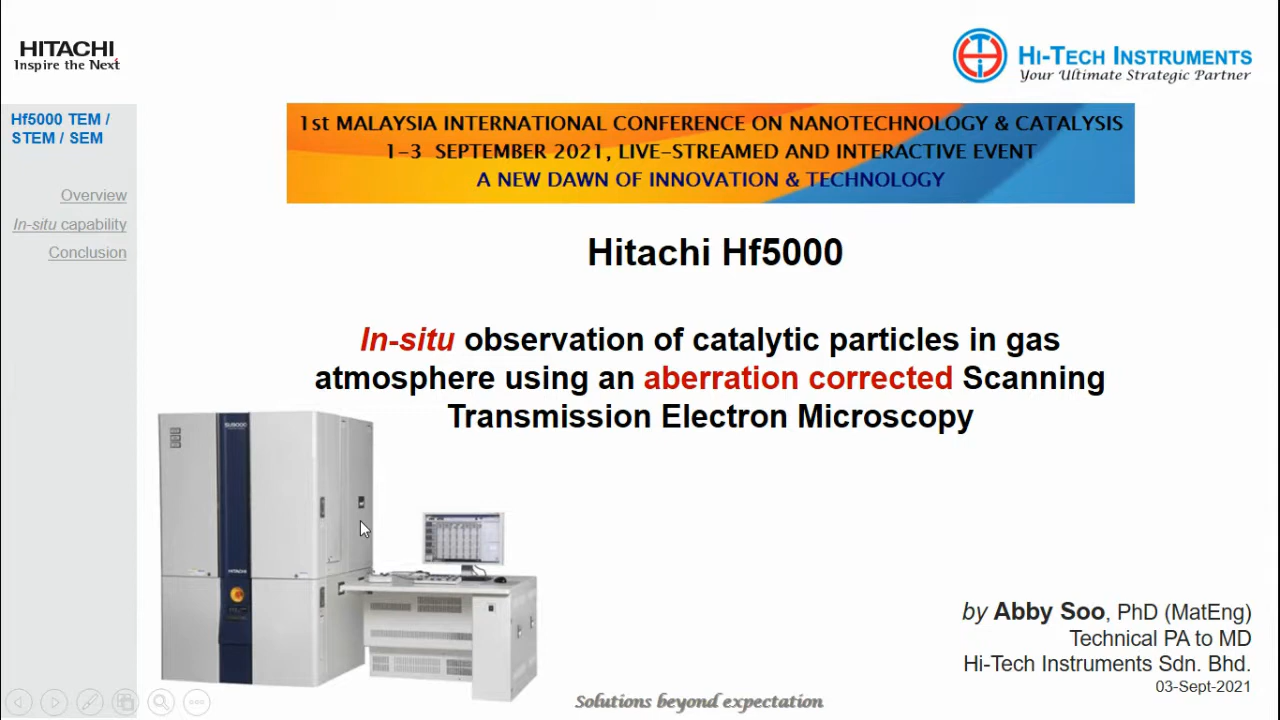 HITACHI
Inspire the Next
HI-TECH INSTRUMENTS
Your Ultimate Strategic Partner
Hf5000 TEM /
STEM / SEM
Overview
In-situ capability
Conclusion
1st MALAYSIA INTERNATIONAL CONFERENCE ON NANOTECHNOLOGY & CATALYSIS
1-3 SEPTEMBER 2021, LIVE-STREAMED AND INTERACTIVE EVENT
A NEW DAWN OF INNOVATION & TECHNOLOGY
Hitachi Hf5000
In-situ observation of catalytic particles in gas
atmosphere using an aberration corrected Scanning
Transmission Electron Microscopy
HITACHI
by Abby Soo, PhD (MatEng)
Technical PA to MD
Hi-Tech Instruments Sdn. Bhd.
03-Sept-2021
Solutions beyond expectation